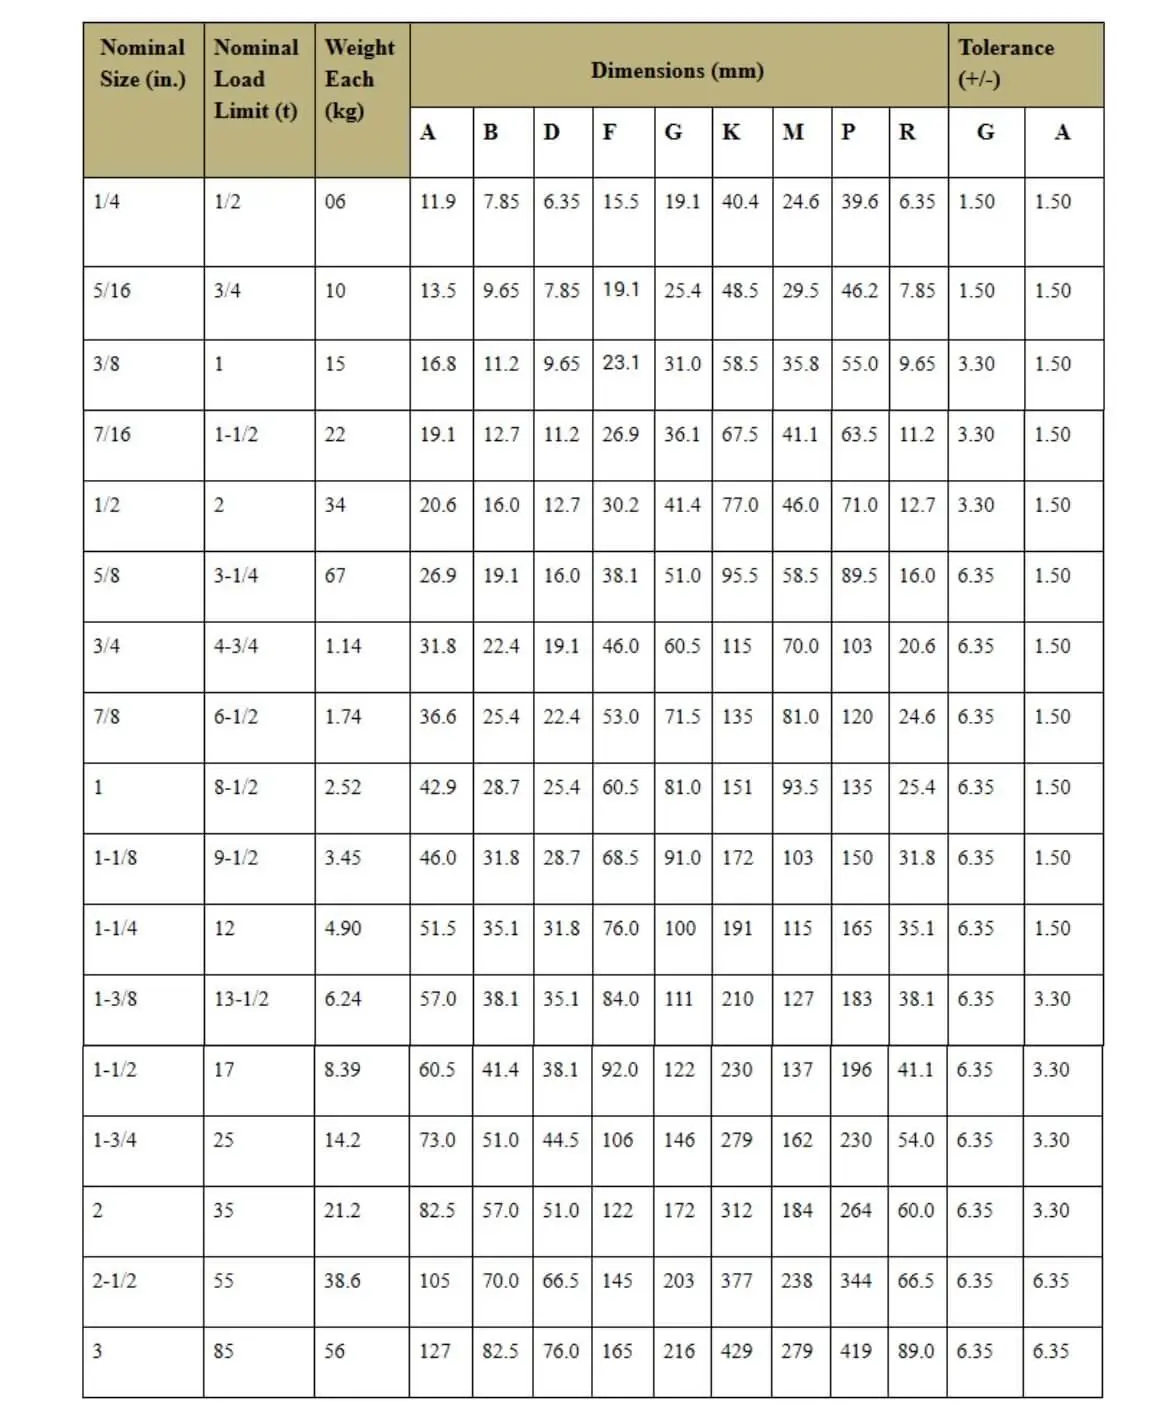 Nominal Size (in.) Nominal Load Limit (t) Weight Each (kg) Dimensions (mm) Tolerance (+/-)
A B D F G K M P R G A
1/4 1/2 06 11.9 7.85 6.35 15.5 19.1 40.4 24.6 39.6 6.35 1.50 1.50
5/16 3/4 10 13.5 9.65 7.85 19.1 25.4 48.5 29.5 46.2 7.85 1.50 1.50
3/8 1 15 16.8 11.2 9.65 23.1 31.0 58.5 35.8 55.0 9.65 3.30 1.50
7/16 1-1/2 22 19.1 12.7 11.2 26.9 36.1 67.5 41.1 63.5 11.2 3.30 1.50
1/2 2 34 20.6 16.0 12.7 30.2 41.4 77.0 46.0 71.0 12.7 3.30 1.50
5/8 3-1/4 67 26.9 19.1 16.0 38.1 51.0 95.5 58.5 89.5 16.0 6.35 1.50
3/4 4-3/4 1.14 31.8 22.4 19.1 46.0 60.5 115 70.0 103 20.6 6.35 1.50
7/8 6-1/2 1.74 36.6 25.4 22.4 53.0 71.5 135 81.0 120 24.6 6.35 1.50
1 8-1/2 2.52 42.9 28.7 25.4 60.5 81.0 151 93.5 135 25.4 6.35 1.50
1-1/8 9-1/2 3.45 46.0 31.8 28.7 68.5 91.0 172 103 150 31.8 6.35 1.50
1-1/4 12 4.90 51.5 35.1 31.8 76.0 100 191 115 165 35.1 6.35 1.50
1-3/8 13-1/2 6.24 57.0 38.1 35.1 84.0 111 210 127 183 38.1 6.35 3.30
1-1/2 17 8.39 60.5 41.4 38.1 92.0 122 230 137 196 41.1 6.35 3.30
1-3/4 25 14.2 73.0 51.0 44.5 106 146 279 162 230 54.0 6.35 3.30
2 35 21.2 82.5 57.0 51.0 122 172 312 184 264 60.0 6.35 3.30
2-1/2 55 38.6 105 70.0 66.5 145 203 377 238 344 66.5 6.35 6.35
3 85 56 127 82.5 76.0 165 216 429 279 419 89.0 6.35 6.35